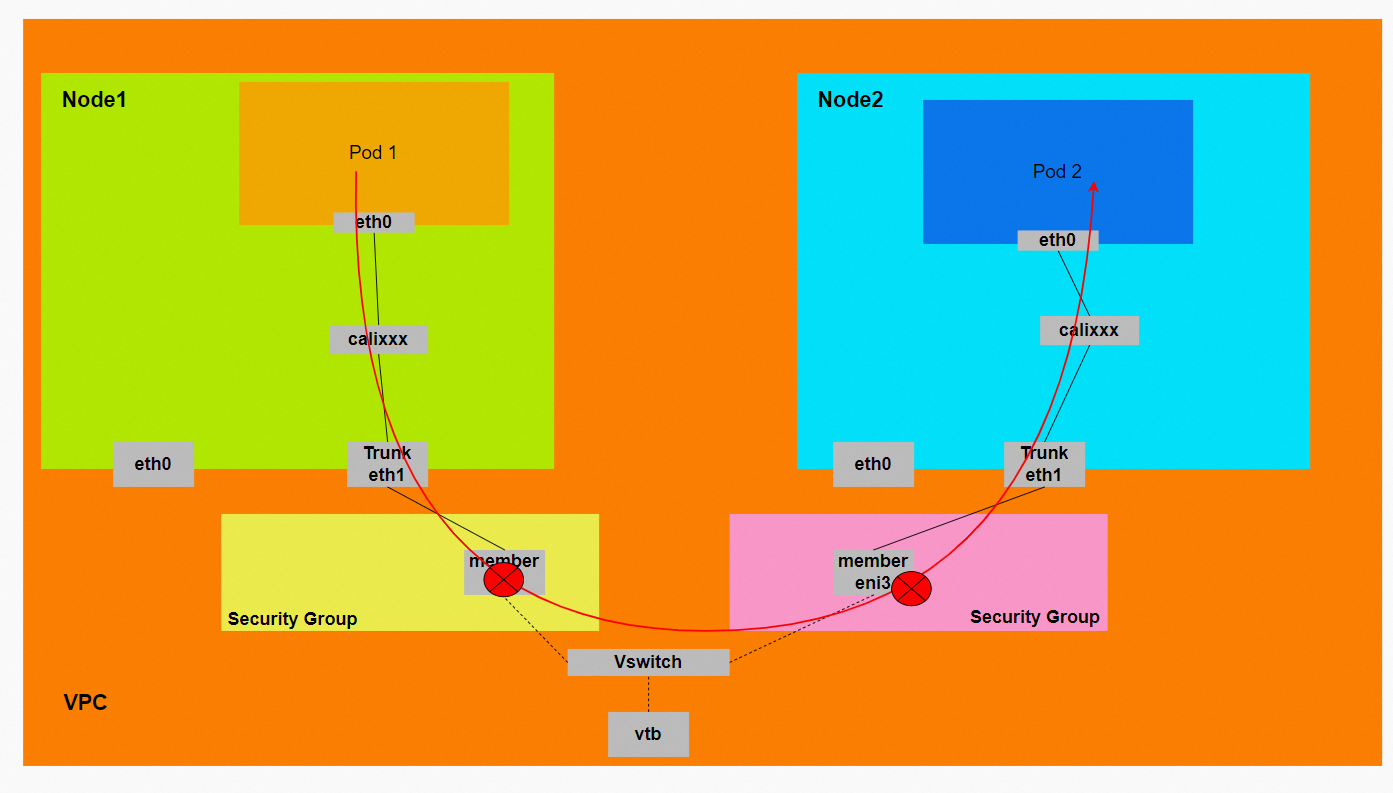 Node1
Pod 1
eth0
calixxx
eth0
Trunk
eth1
Node2
Pod 2
eth0
calixxx
eth0
Trunk
eth1
member
Security Group
member
eni3
Security Group
Vswitch
vtb
VPC